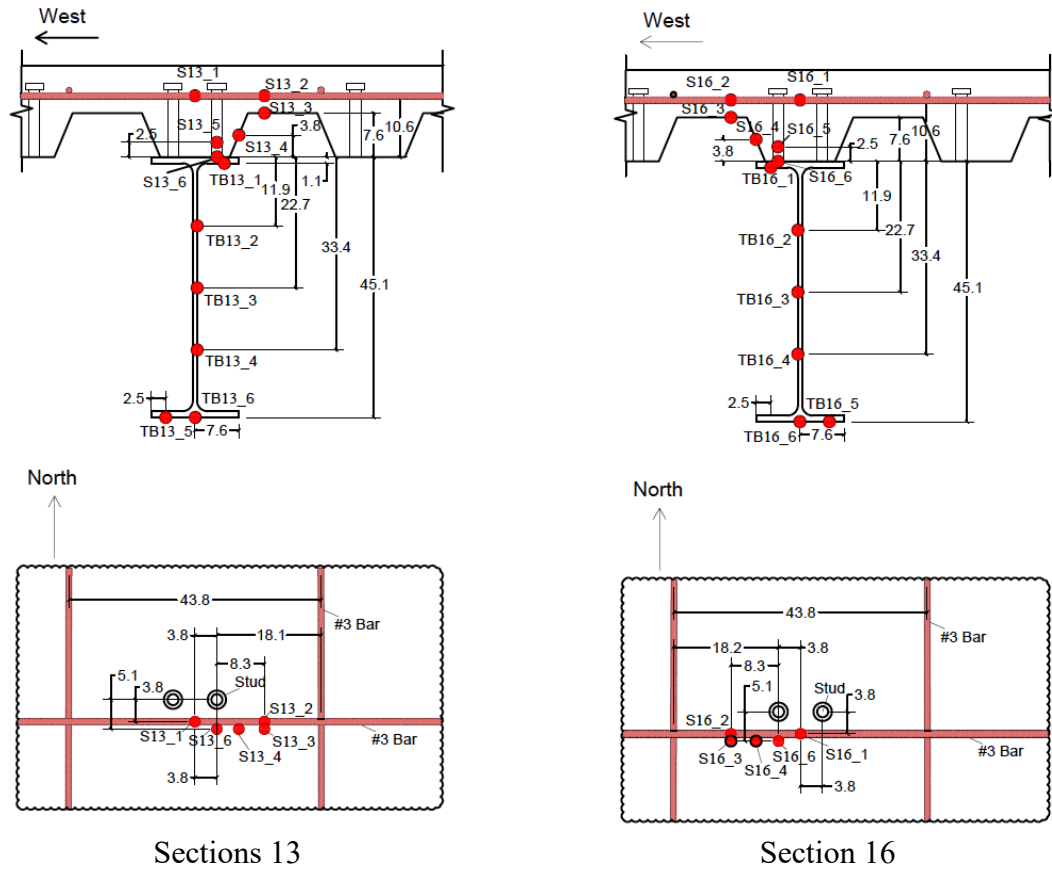 West
S13_1
S13_2
S13_3
S13_5
2.5
3.8
7.6
10.6
S13_4
S13_6
TB13_1
1.1
11.9
22.7
TB13_2
33.4
45.1
TB13_3
TB13_4
2.5
TB13_6
TB13_5
7.6
North
43.8
#3 Bar
3.8
18.1
5.1
3.8
8.3
Stud
S13_2
S13_1
S13_6
S13_4
S13_3
#3 Bar
3.8
Sections 13
West
S16_2
S16_1
S16_3
S16_4
S16_5
10.6
7.6
2.5
3.8
TB16_1
S16_6
11.9
TB16_2
22.7
33.4
45.1
TB16_3
TB16_4
2.5
TB16_5
TB16_6
7.6
North
43.8
#3 Bar
18.2
3.8
8.3
5.1
Stud
3.8
S16_2
S16_3
S16_4
S16_6
S16_1
#3 Bar
3.8
Section 16